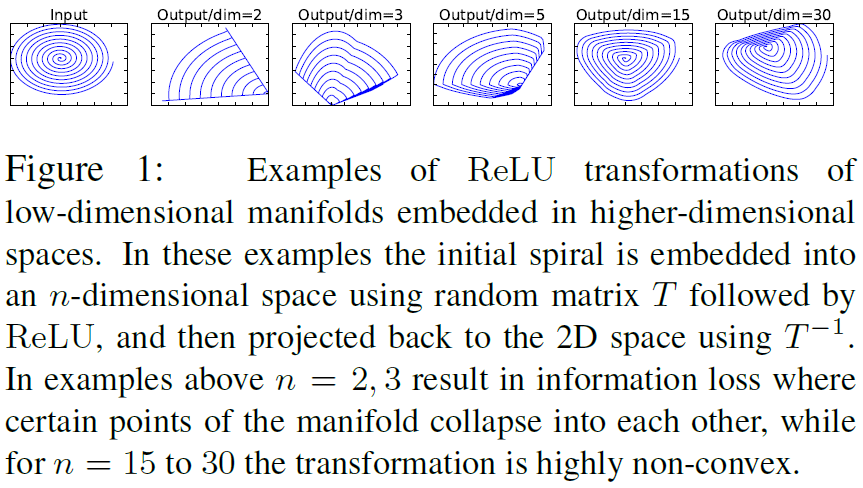 Input Output/dim=2 Output/dim=3 Output/dim=5 Output/dim=15 Output/dim=30
Figure 1: Examples of ReLU transformations of
low-dimensional manifolds embedded in higher-dimensional
spaces. In these examples the initial spiral is embedded into
an n-dimensional space using random matrix T followed by
ReLU, and then projected back to the 2D space using T⁻¹.
In examples above n = 2, 3 result in information loss where
certain points of the manifold collapse into each other, while
for n = 15 to 30 the transformation is highly non-convex.